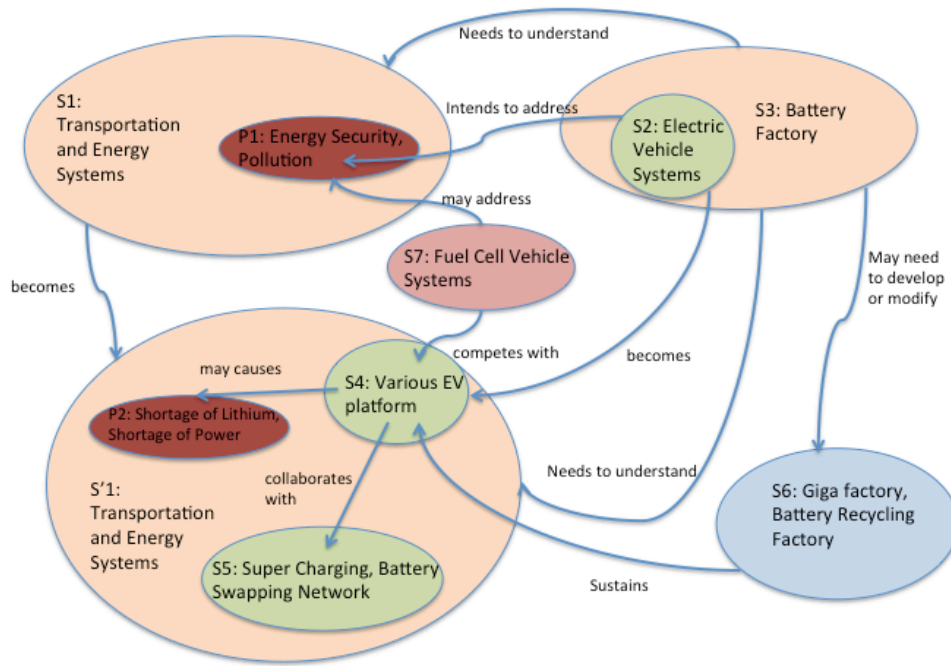 Needs to understand
S1:
Transportation
and Energy
Systems
P1: Energy Security,
Pollution
Intends to address
S2: Electric
Vehicle
Systems
S3: Battery
Factory
may address
S7: Fuel Cell Vehicle
Systems
May need
to develop
or modify
becomes
competes with
becomes
may causes
S4: Various EV
platform
P2: Shortage of Lithium,
Shortage of Power
collaborates
with
Needs to understand
S'1:
Transportation
and Energy
Systems
S6: Giga factory,
Battery Recycling
Factory
S5: Super Charging, Battery
Swapping Network
Sustains